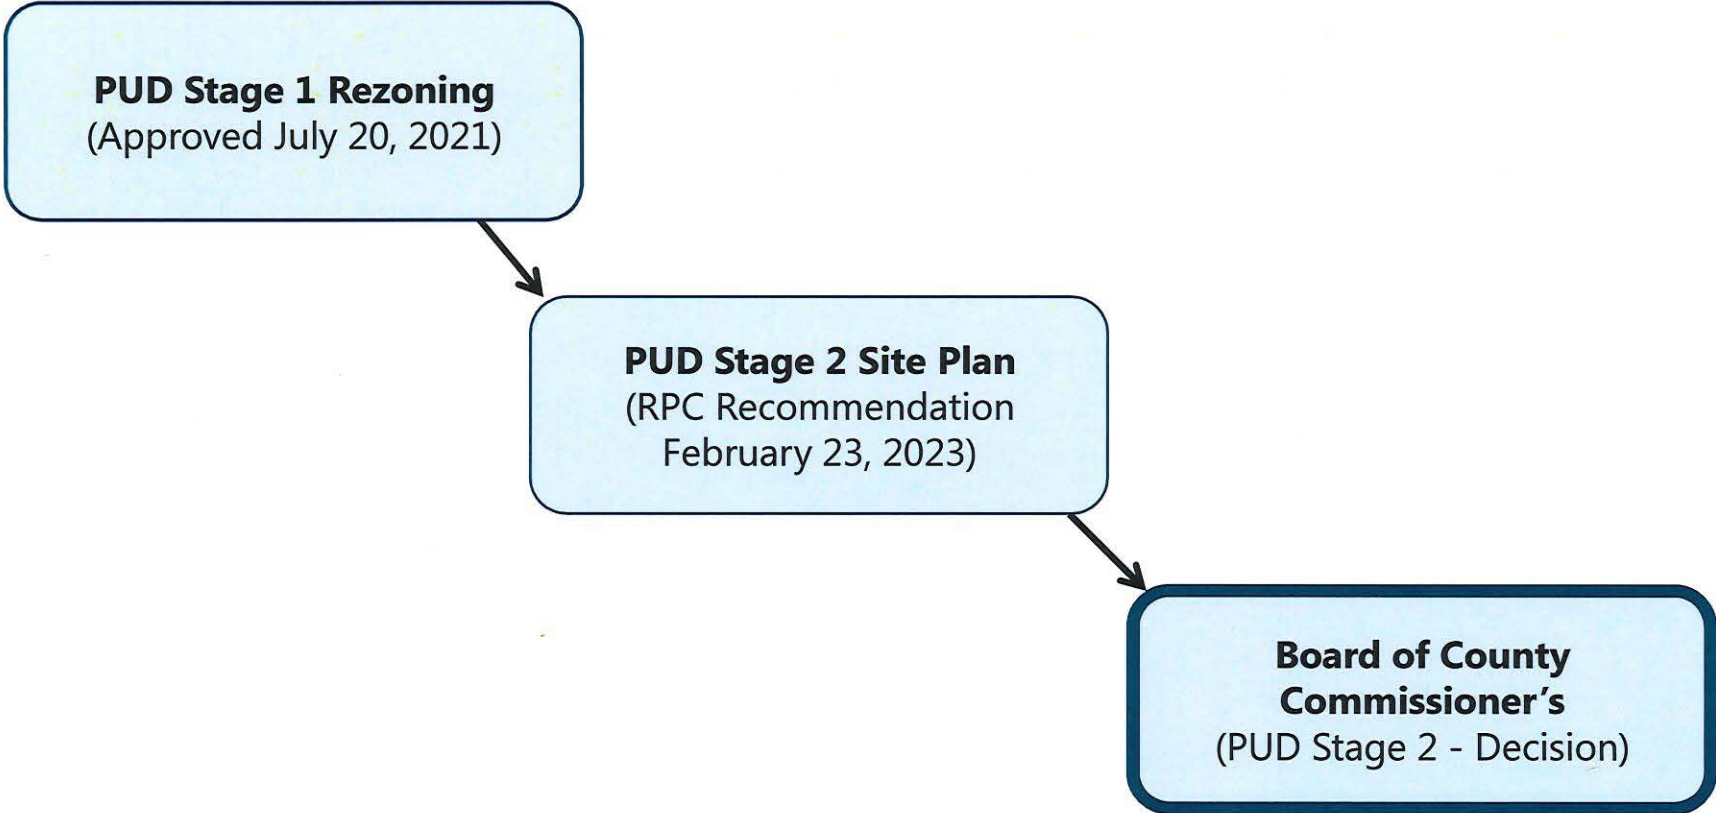 PUD Stage 1 Rezoning
(Approved July 20, 2021)
PUD Stage 2 Site Plan
(RPC Recommendation
February 23, 2023)
Board of County
Commissioner’s
(PUD Stage 2 - Decision)